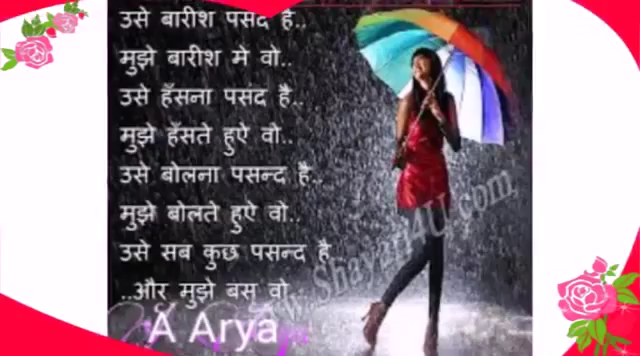 उसे बारीश पसंद है..
मुझे बारीश मे वो..
उसे हँसना पसंद है..
मुझे हँसते हुऐ वो..
उसे बोलना पसन्द है..
मुझे बोलते हुऐ वो..
उसे सब कुछ पसन्द है..
..और मुझे बस वो..
A Arya
Shayari4U.com